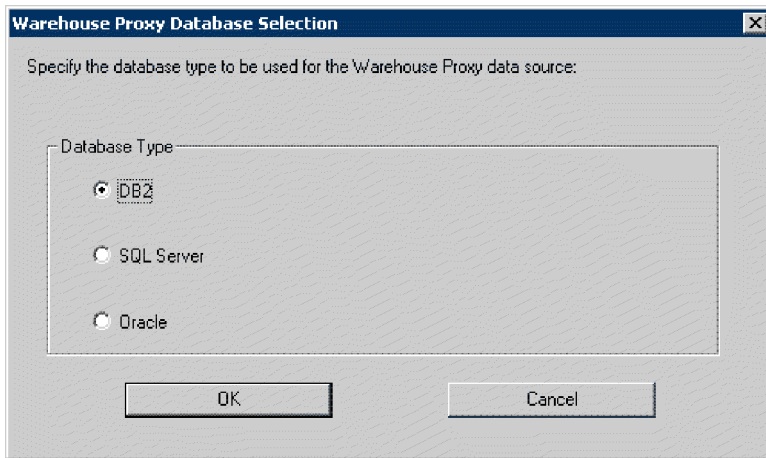 Warehouse Proxy Database Selection
Specify the database type to be used for the Warehouse Proxy data source:
Database Type
DB2
SQL Server
Oracle
OK
Cancel